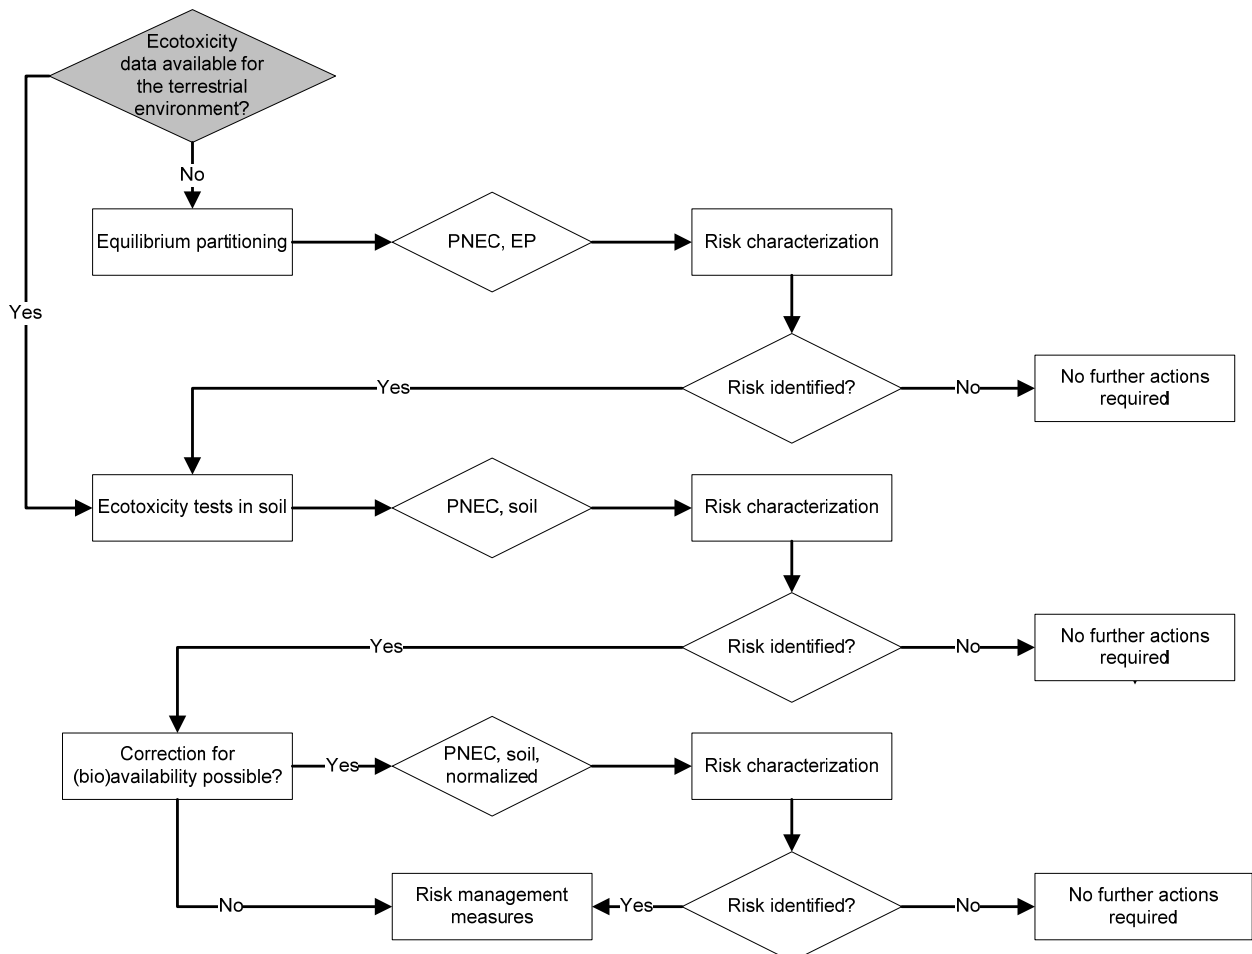 Ecotoxicity
data available for
the terrestrial
environment?
No
Equilibrium partitioning
PNEC, EP
Risk characterization
Yes
Yes
Risk identified?
No
No further actions
required
Ecotoxicity tests in soil
PNEC, soil
Risk characterization
Yes
Risk identified?
No
No further actions
required
Correction for
(bio)availability possible?
Yes
PNEC, soil,
normalized
Risk characterization
No
Risk management
measures
Yes
Risk identified?
No
No further actions
required